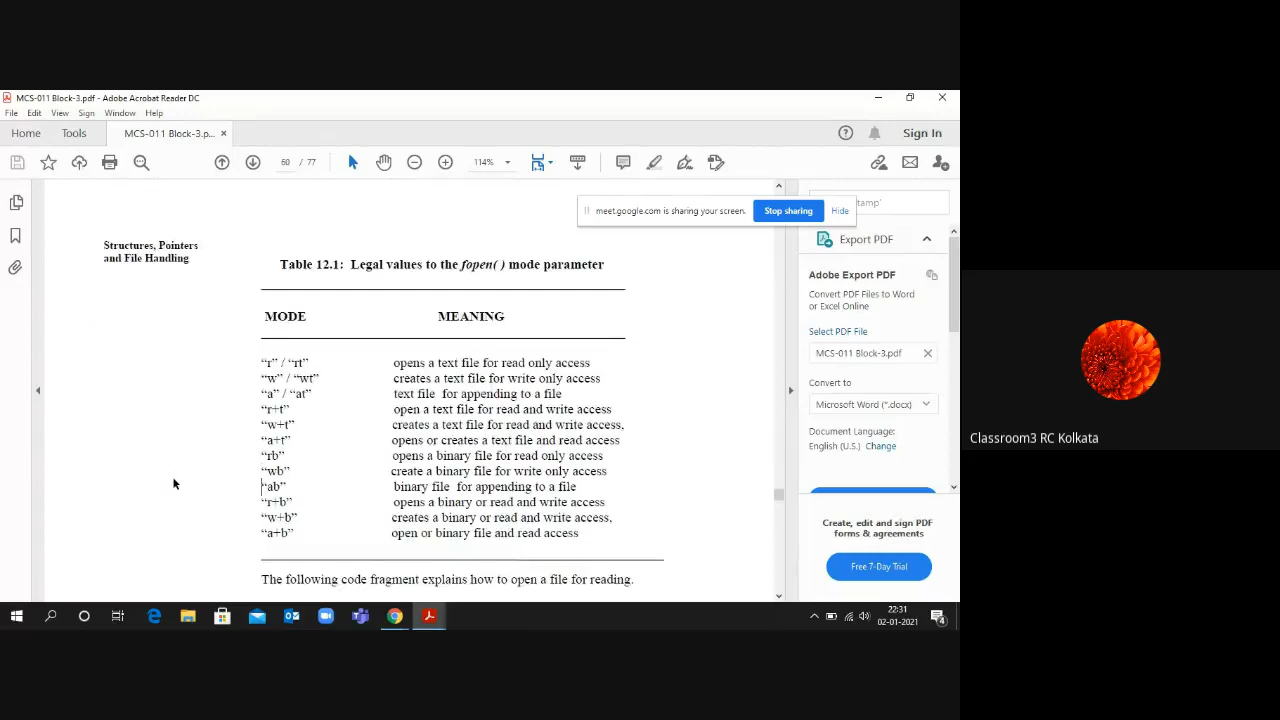 MCS-011 Block-3.pdf - Adobe Acrobat Reader DC
File Edit View Sign Window Help
Home Tools MCS-011 Block-3.p... × Sign In
60 / 77 114%
meet.google.com is sharing your screen. Stop sharing Hide
Structures, Pointers
and File Handling
Table 12.1: Legal values to the fopen( ) mode parameter
MODE MEANING
“r” / “rt” opens a text file for read only access
“w” / “wt” creates a text file for write only access
“a” / “at” text file for appending to a file
“r+t” open a text file for read and write access
“w+t” creates a text file for read and write access,
“a+t” opens or creates a text file and read access
“rb” opens a binary file for read only access
“wb” create a binary file for write only access
“ab” binary file for appending to a file
“r+b” opens a binary or read and write access
“w+b” creates a binary or read and write access,
“a+b” open or binary file and read access
The following code fragment explains how to open a file for reading.
Export PDF
Adobe Export PDF
Convert PDF Files to Word
or Excel Online
Select PDF File
MCS-011 Block-3.pdf
Convert to
Microsoft Word (*.docx)
Document Language:
English (U.S.) Change
Create, edit and sign PDF
forms & agreements
Free 7-Day Trial
22:31
02-01-2021
4
Classroom3 RC Kolkata